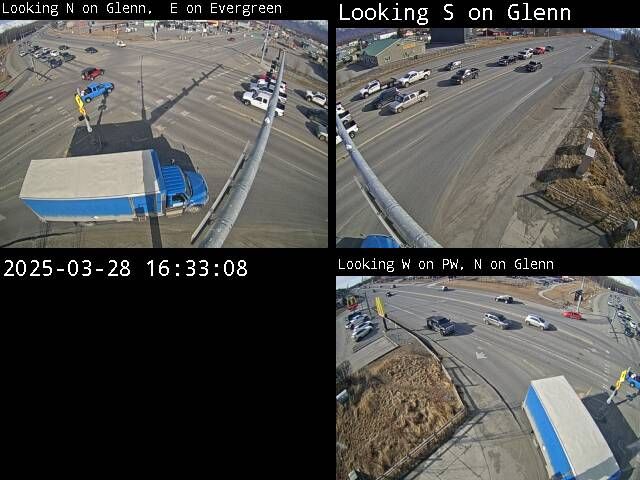 Looking N on Glenn,  E on Evergreen
Looking S on Glenn
2025-03-28 16:33:08
Looking W on PW, N on Glenn